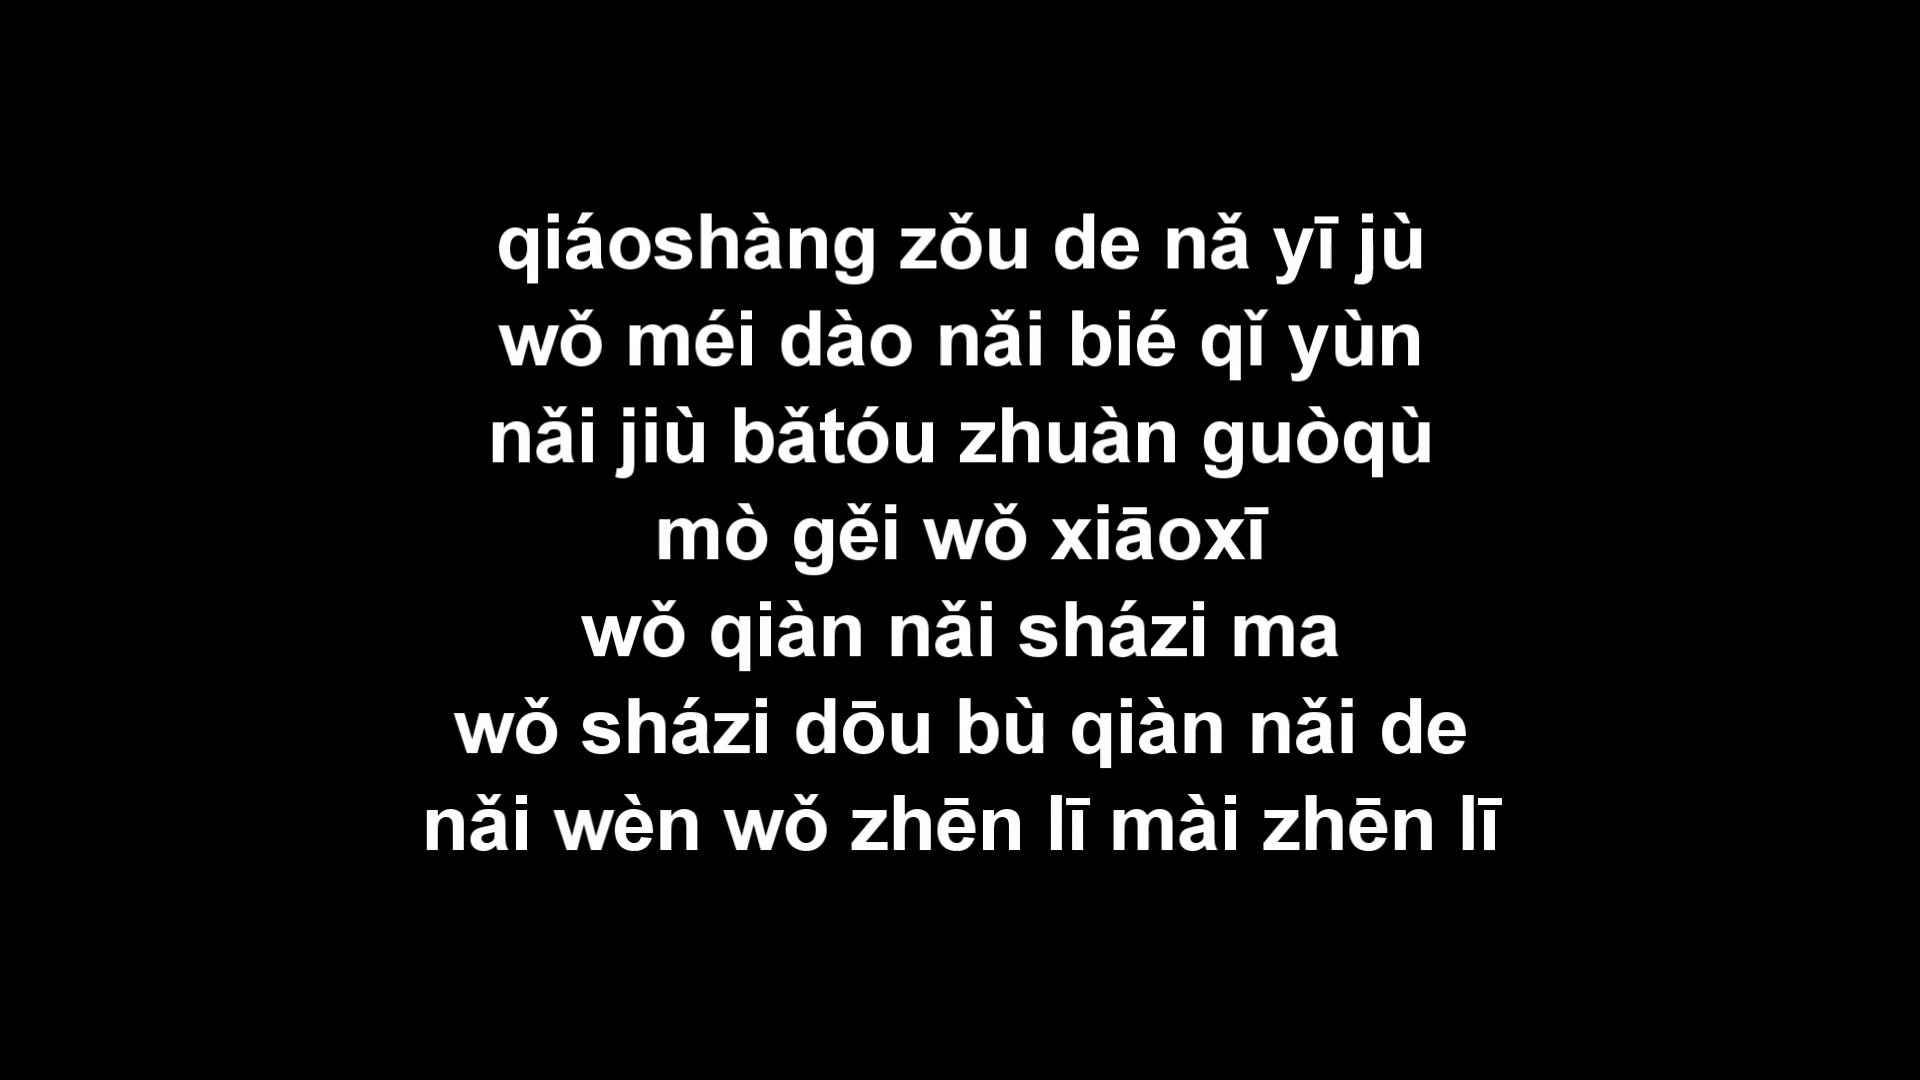 qiáoshàng zǒu de nǎ yī jù
wǒ méi dào nǎi bié qǐ yùn
nǎi jiù bǎtóu zhuàn guòqù
mò gěi wǒ xiāoxī
wǒ qiàn nǎi sházi ma
wǒ sházi dōu bù qiàn nǎi de
nǎi wèn wǒ zhēn lī mài zhēn lī